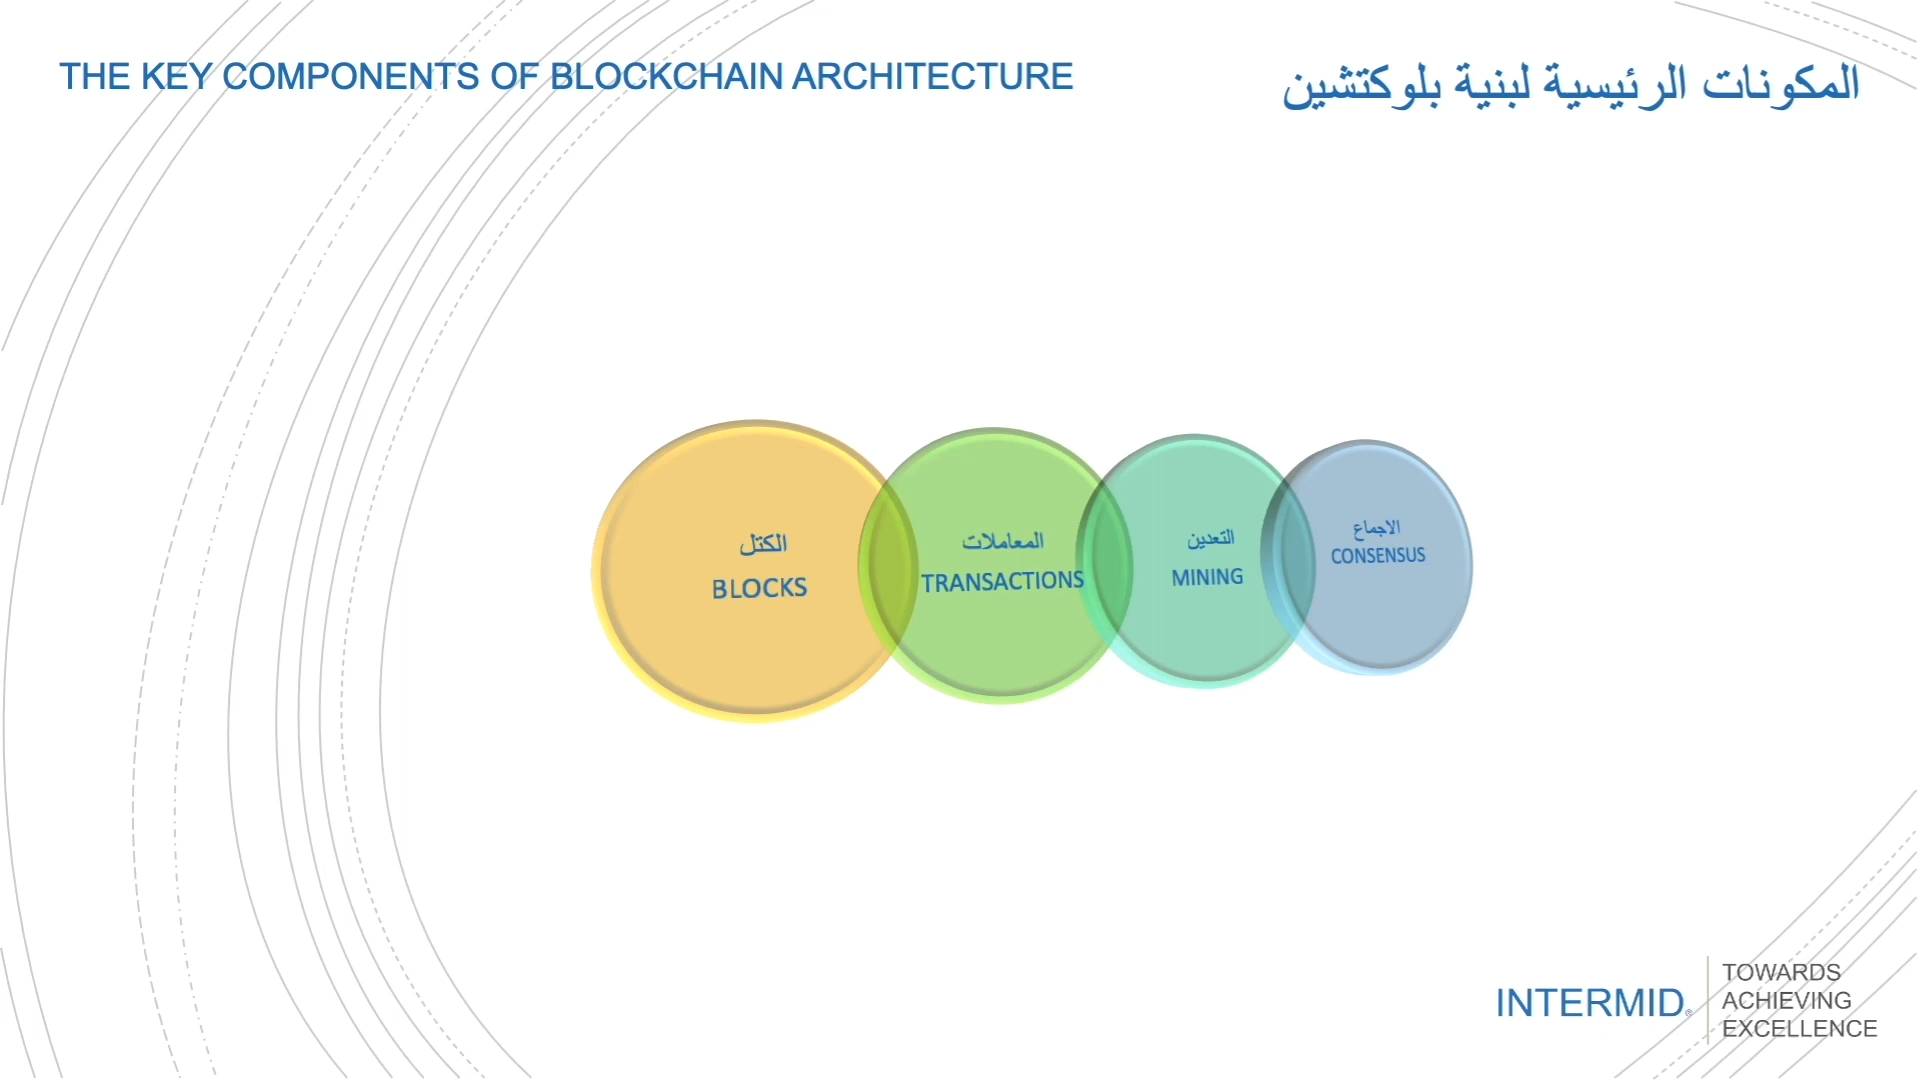 THE KEY COMPONENTS OF BLOCKCHAIN ARCHITECTURE
المكونات الرئيسية لبنية بلوكتشين
الكتل
BLOCKS
المعاملات
TRANSACTIONS
التعدين
MINING
الاجماع
CONSENSUS
INTERMID®
TOWARDS
ACHIEVING
EXCELLENCE